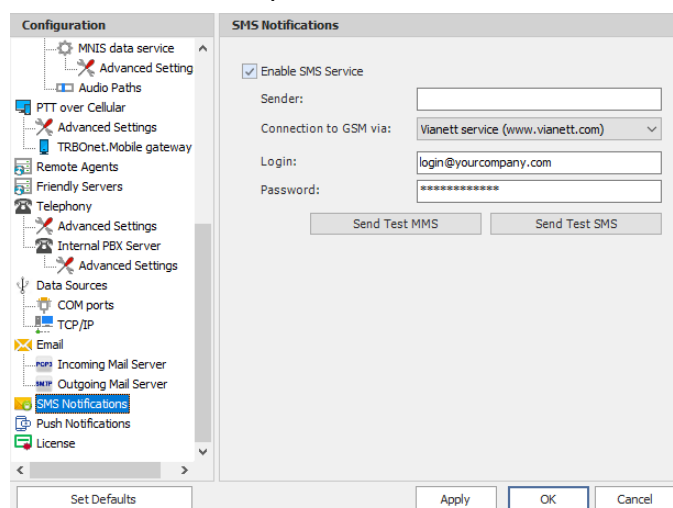 Configuration
MNIS data service
Advanced Setting
Audio Paths
PTT over Cellular
Advanced Settings
TRBOnet.Mobile gateway
Remote Agents
Friendly Servers
Telephony
Advanced Settings
Internal PBX Server
Advanced Settings
Data Sources
COM ports
TCP/IP
Email
POP3 Incoming Mail Server
SMTP Outgoing Mail Server
SMS Notifications
Push Notifications
License
Set Defaults
SMS Notifications
Enable SMS Service
Sender:
Connection to GSM via: Vianett service (www.vianett.com)
Login: login@yourcompany.com
Password: ************
Send Test MMS Send Test SMS
Apply OK Cancel